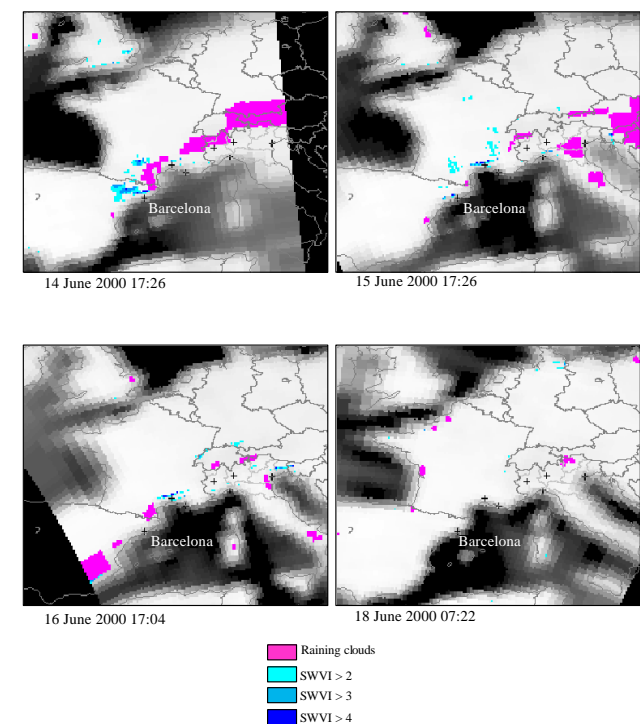 Barcelona
Barcelona
14 June 2000 17:26
15 June 2000 17:26
Barcelona
Barcelona
16 June 2000 17:04
18 June 2000 07:22
Raining clouds
SWVI > 2
SWVI > 3
SWVI > 4